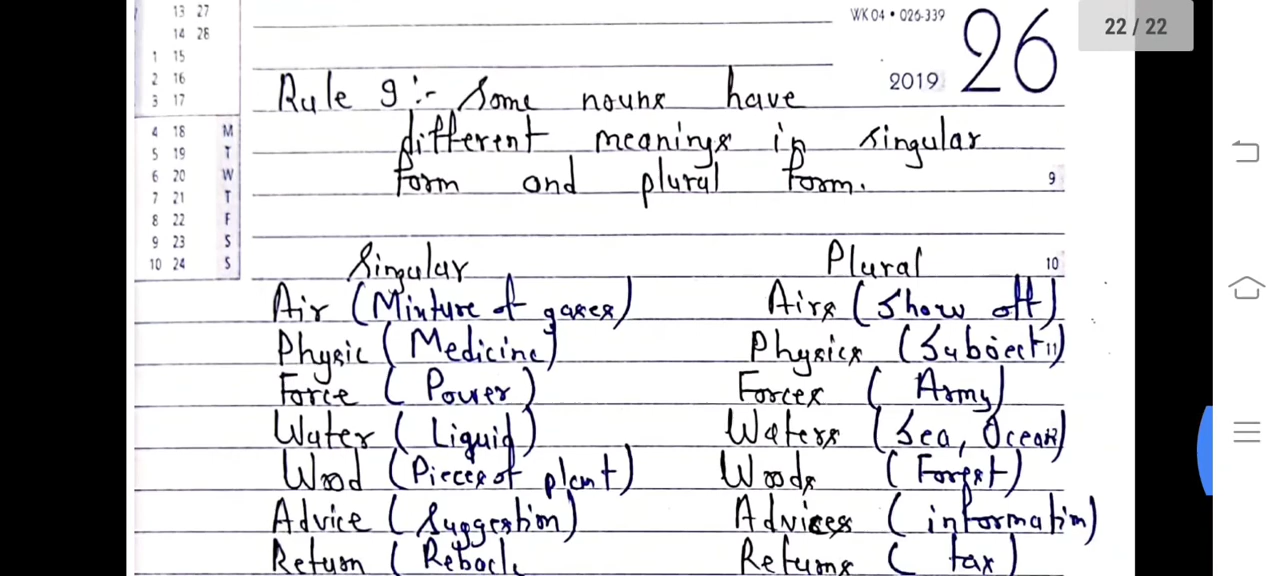 13 27
14 28
1 15
2 16
3 17
4 18 M
5 19 T
6 20 W
7 21 T
8 22 F
9 23 S
10 24 S
WK 04 • 026-339
2019 26
22 / 22
Rule 9 :- Some nouns have
different meanings in singular
form and plural form.
9
Singular Plural
10
Air (Mixture of gases) Airs (Show off)
Physic (Medicine) Physics (Subject)
11
Force (Power) Forces (Army)
Water (Liquid) Waters (Sea, Ocean)
Wood (Pieces of plant) Woods (Forest)
Advice (Suggestion) Advices (information)
Return ( Returns (tax)